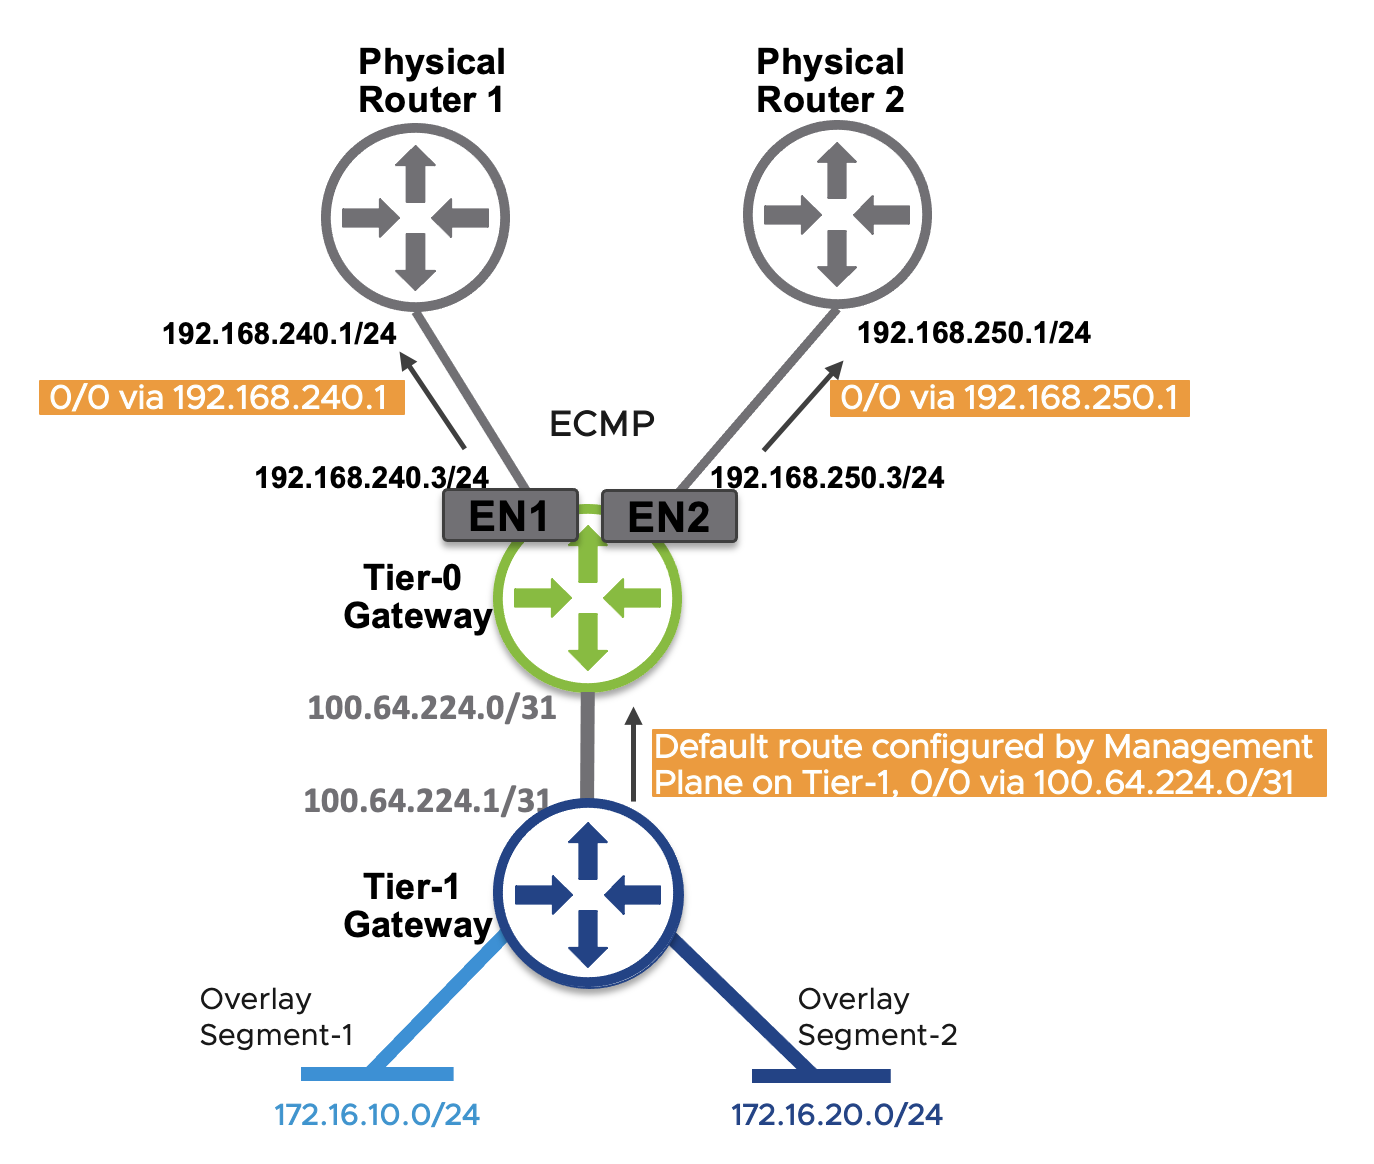 Physical
Router 1
Physical
Router 2
192.168.240.1/24
192.168.250.1/24
0/0 via 192.168.240.1
0/0 via 192.168.250.1
ECMP
192.168.240.3/24
192.168.250.3/24
EN1
EN2
Tier-0
Gateway
100.64.224.0/31
Default route configured by Management
Plane on Tier-1, 0/0 via 100.64.224.0/31
100.64.224.1/31
Tier-1
Gateway
Overlay
Segment-1
Overlay
Segment-2
172.16.10.0/24
172.16.20.0/24